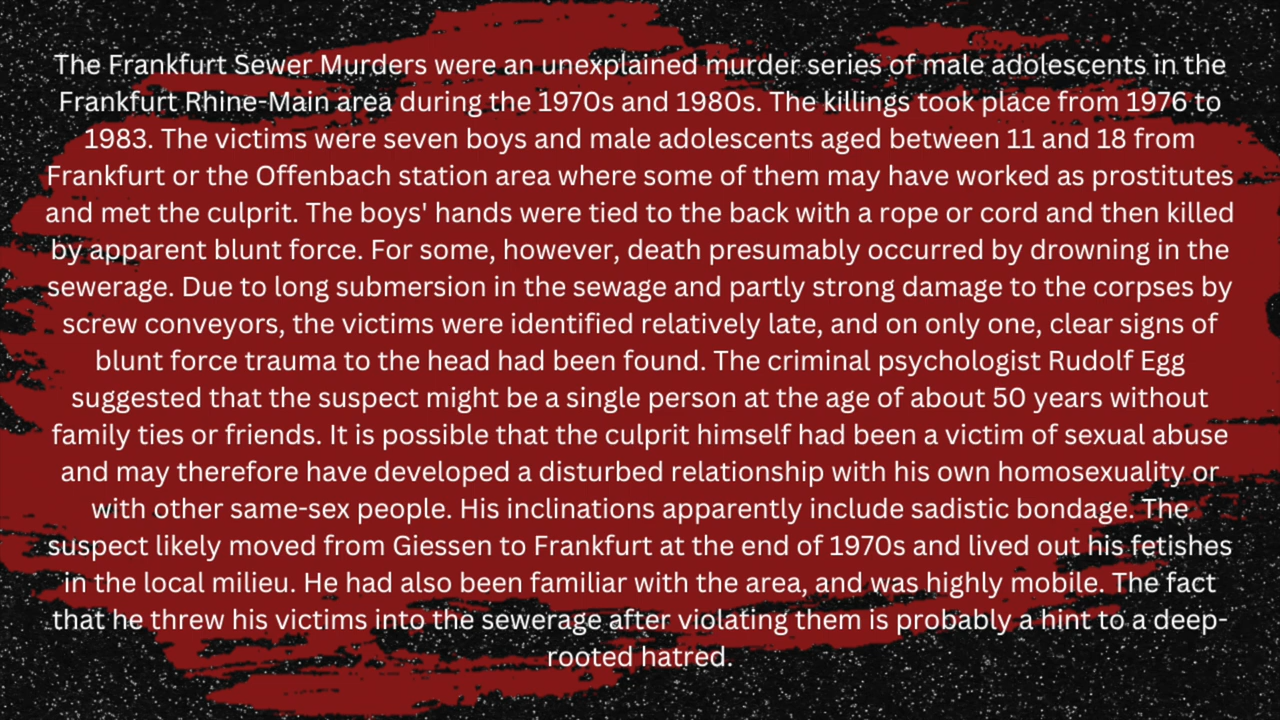 The Frankfurt Sewer Murders were an unexplained murder series of male adolescents in the
Frankfurt Rhine-Main area during the 1970s and 1980s. The killings took place from 1976 to
1983. The victims were seven boys and male adolescents aged between 11 and 18 from
Frankfurt or the Offenbach station area where some of them may have worked as prostitutes
and met the culprit. The boys' hands were tied to the back with a rope or cord and then killed
by apparent blunt force. For some, however, death presumably occurred by drowning in the
sewerage. Due to long submersion in the sewage and partly strong damage to the corpses by
screw conveyors, the victims were identified relatively late, and on only one, clear signs of
blunt force trauma to the head had been found. The criminal psychologist Rudolf Egg
suggested that the suspect might be a single person at the age of about 50 years without
family ties or friends. It is possible that the culprit himself had been a victim of sexual abuse
and may therefore have developed a disturbed relationship with his own homosexuality or
with other same-sex people. His inclinations apparently include sadistic bondage. The
suspect likely moved from Giessen to Frankfurt at the end of 1970s and lived out his fetishes
in the local milieu. He had also been familiar with the area, and was highly mobile. The fact
that he threw his victims into the sewerage after violating them is probably a hint to a deep-
rooted hatred.